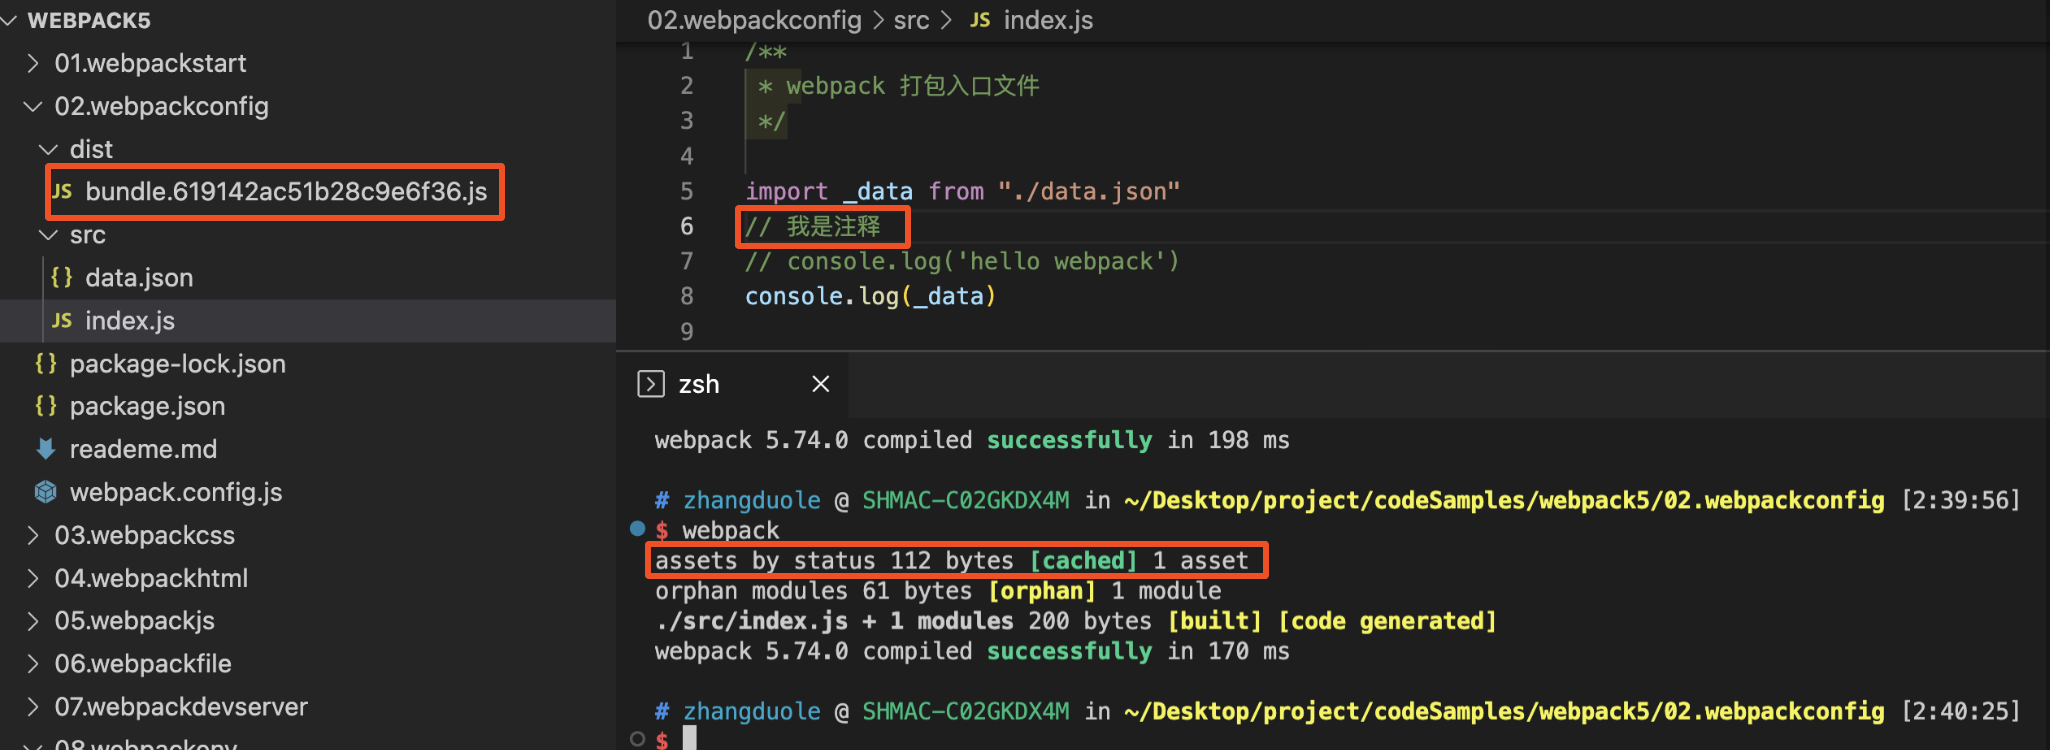 WEBPACK5
01.webpackstart
02.webpackconfig
dist
JS bundle.619142ac51b28c9e6f36.js
src
{} data.json
JS index.js
{} package-lock.json
{} package.json
reademe.md
webpack.config.js
03.webpackcss
04.webpackhtml
05.webpackjs
06.webpackfile
07.webpackdevserver
08.webpackenv
02.webpackconfig > src > JS index.js
1 /**
2 * webpack 打包入口文件
3 */
4
5 import _data from "./data.json"
6 // 我是注释
7 // console.log('hello webpack')
8 console.log(_data)
9
zsh
webpack 5.74.0 compiled successfully in 198 ms
# zhangduole @ SHMAC-C02GKDX4M in ~/Desktop/project/codeSamples/webpack5/02.webpackconfig [2:39:56]
$ webpack
assets by status 112 bytes [cached] 1 asset
orphan modules 61 bytes [orphan] 1 module
./src/index.js + 1 modules 200 bytes [built] [code generated]
webpack 5.74.0 compiled successfully in 170 ms
# zhangduole @ SHMAC-C02GKDX4M in ~/Desktop/project/codeSamples/webpack5/02.webpackconfig [2:40:25]
$